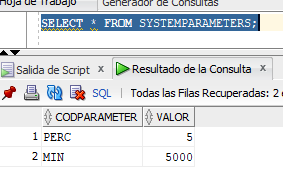 Hoja de Trabajo Generador de Consultas
SELECT * FROM SYSTEMPARAMETERS;
Salida de Script Resultado de la Consulta
SQL Todas las Filas Recuperadas: 2
CODPARAMETER VALOR
1 PERC 5
2 MIN 5000